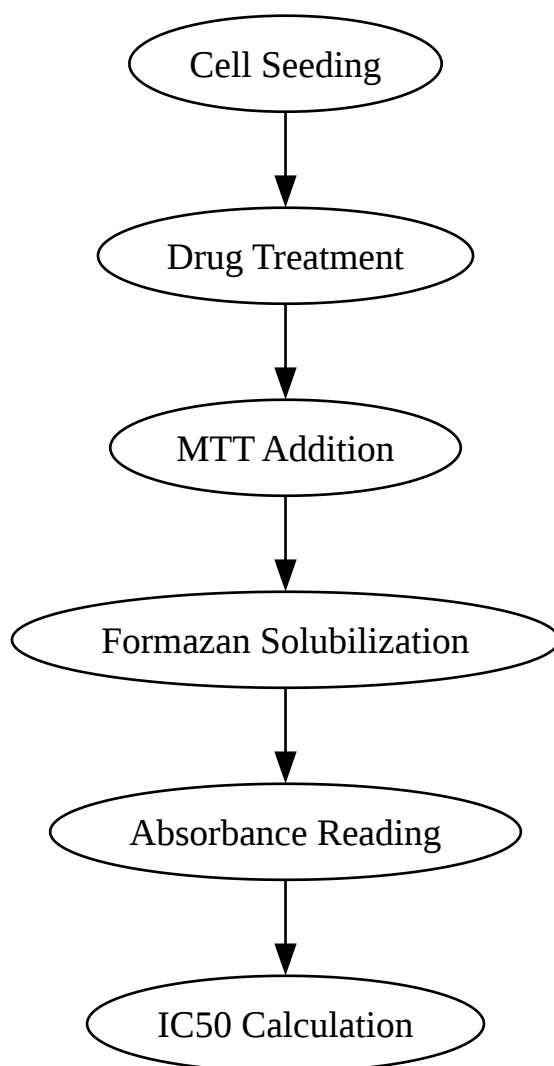 Cell Seeding
Drug Treatment
MTT Addition
Formazan Solubilization
Absorbance Reading
IC50 Calculation